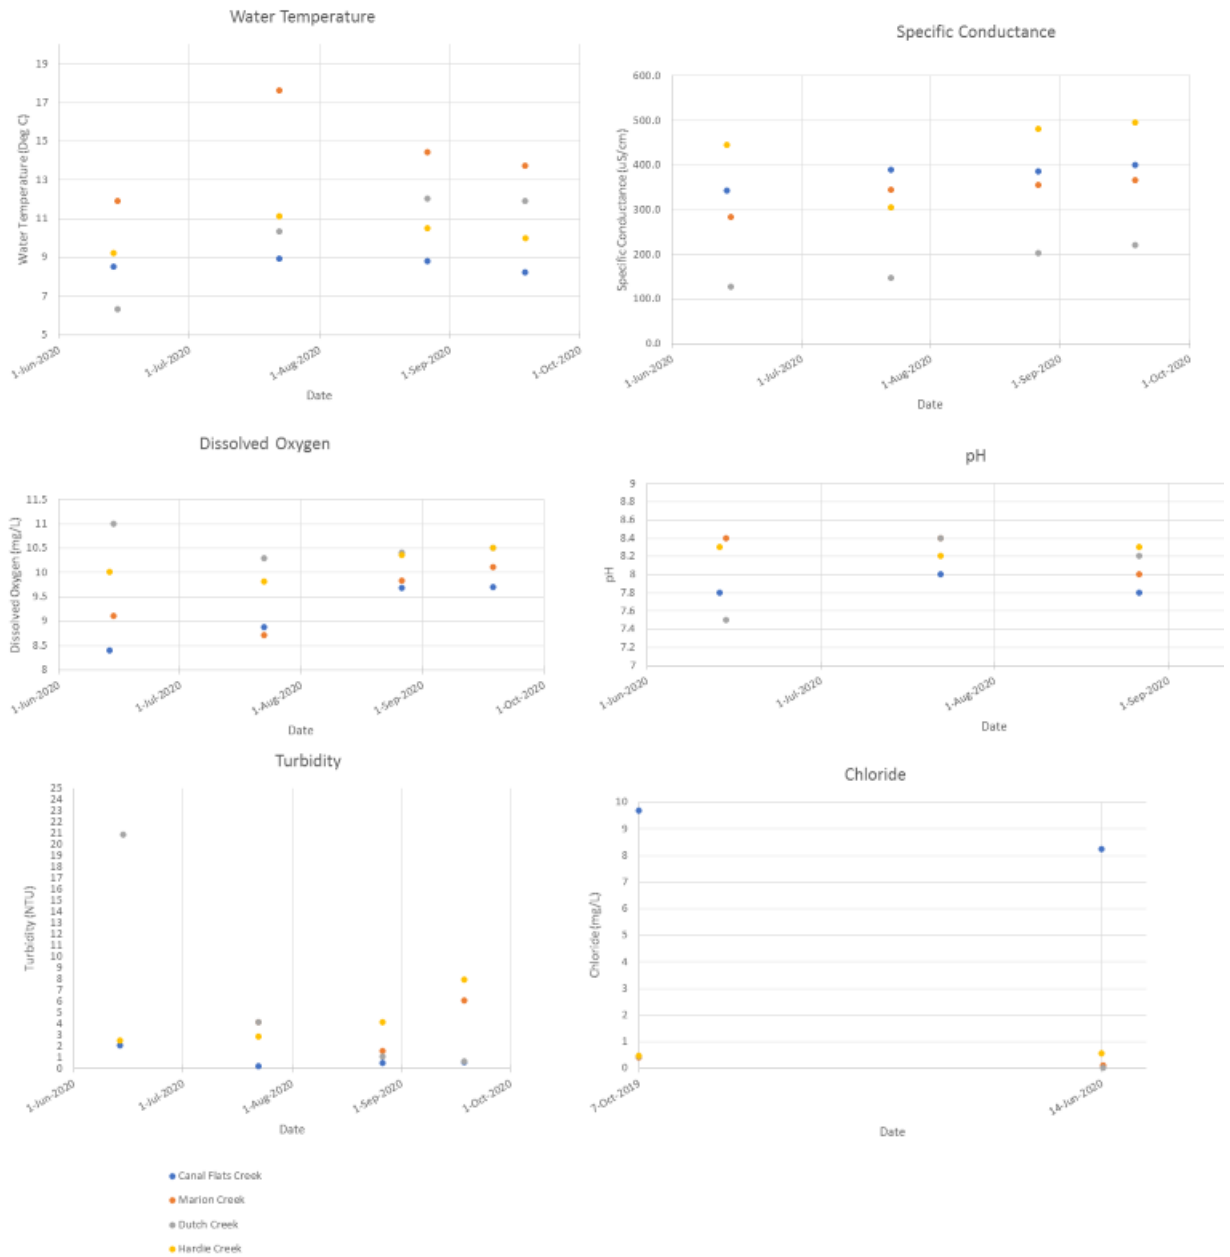 Water Temperature
19
17
15
13
11
9
7
5
Water Temperature (Deg C)
1-Jun-2020
1-Jul-2020
1-Aug-2020
1-Sep-2020
1-Oct-2020
Date
Specific Conductance
600.0
500.0
400.0
300.0
200.0
100.0
0.0
Specific Conductance (uS/cm)
1-Jun-2020
1-Jul-2020
1-Aug-2020
1-Sep-2020
1-Oct-2020
Date
Dissolved Oxygen
11.5
11
10.5
10
9.5
9
8.5
8
Dissolved Oxygen (mg/L)
1-Jun-2020
1-Jul-2020
1-Aug-2020
1-Sep-2020
1-Oct-2020
Date
pH
9
8.8
8.6
8.4
8.2
8
7.8
7.6
7.4
7.2
7
pH
1-Jun-2020
1-Jul-2020
1-Aug-2020
1-Sep-2020
Date
Turbidity
25
24
23
22
21
20
19
18
17
16
15
14
13
12
11
10
9
8
7
6
5
4
3
2
1
0
Turbidity (NTU)
1-Jun-2020
1-Jul-2020
1-Aug-2020
1-Sep-2020
1-Oct-2020
Date
Chloride
10
9
8
7
6
5
4
3
2
1
0
Chloride (mg/L)
7-Oct-2019
14-Jun-2020
Date
Canal Flats Creek
Marion Creek
Dutch Creek
Hardie Creek